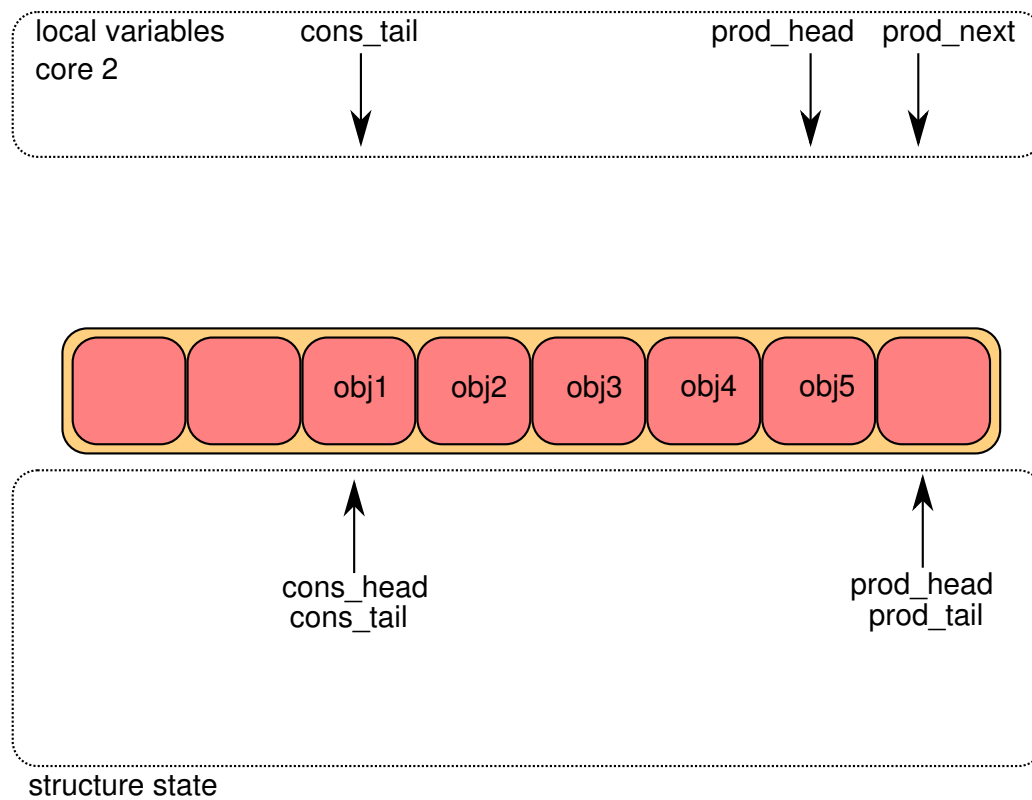 local variables
core 2
cons_tail
prod_head
prod_next
obj1
obj2
obj3
obj4
obj5
cons_head
cons_tail
prod_head
prod_tail
structure state